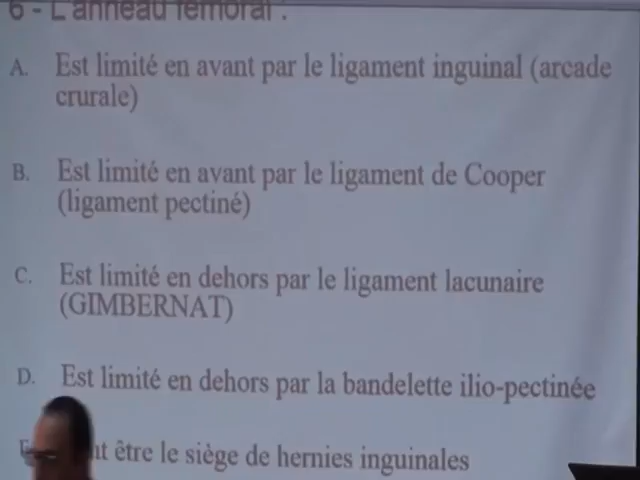 6 - L'anneau fémoral :
A. Est limité en avant par le ligament inguinal (arcade
crurale)
B. Est limité en avant par le ligament de Cooper
(ligament pectiné)
C. Est limité en dehors par le ligament lacunaire
(GIMBERNAT)
D. Est limité en dehors par la bandelette ilio-pectinée
être le siège de hernies inguinales